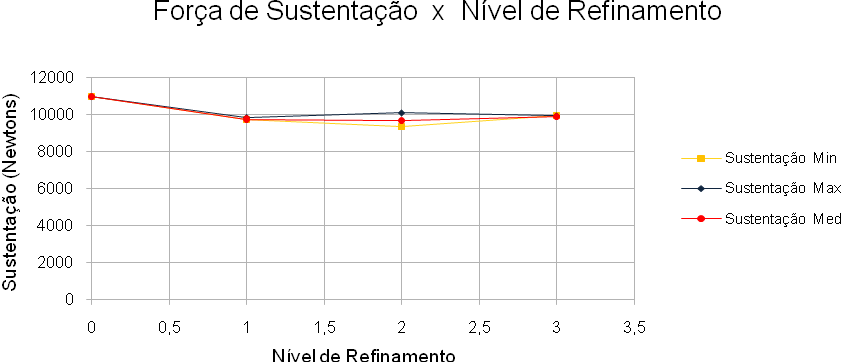 Força de Sustentação x Nível de Refinamento
12000
10000
8000
6000
4000
2000
0
Sustentação (Newtons)
0 0,5 1 1,5 2 2,5 3 3,5
Nível de Refinamento
Sustentação Min
Sustentação Max
Sustentação Med